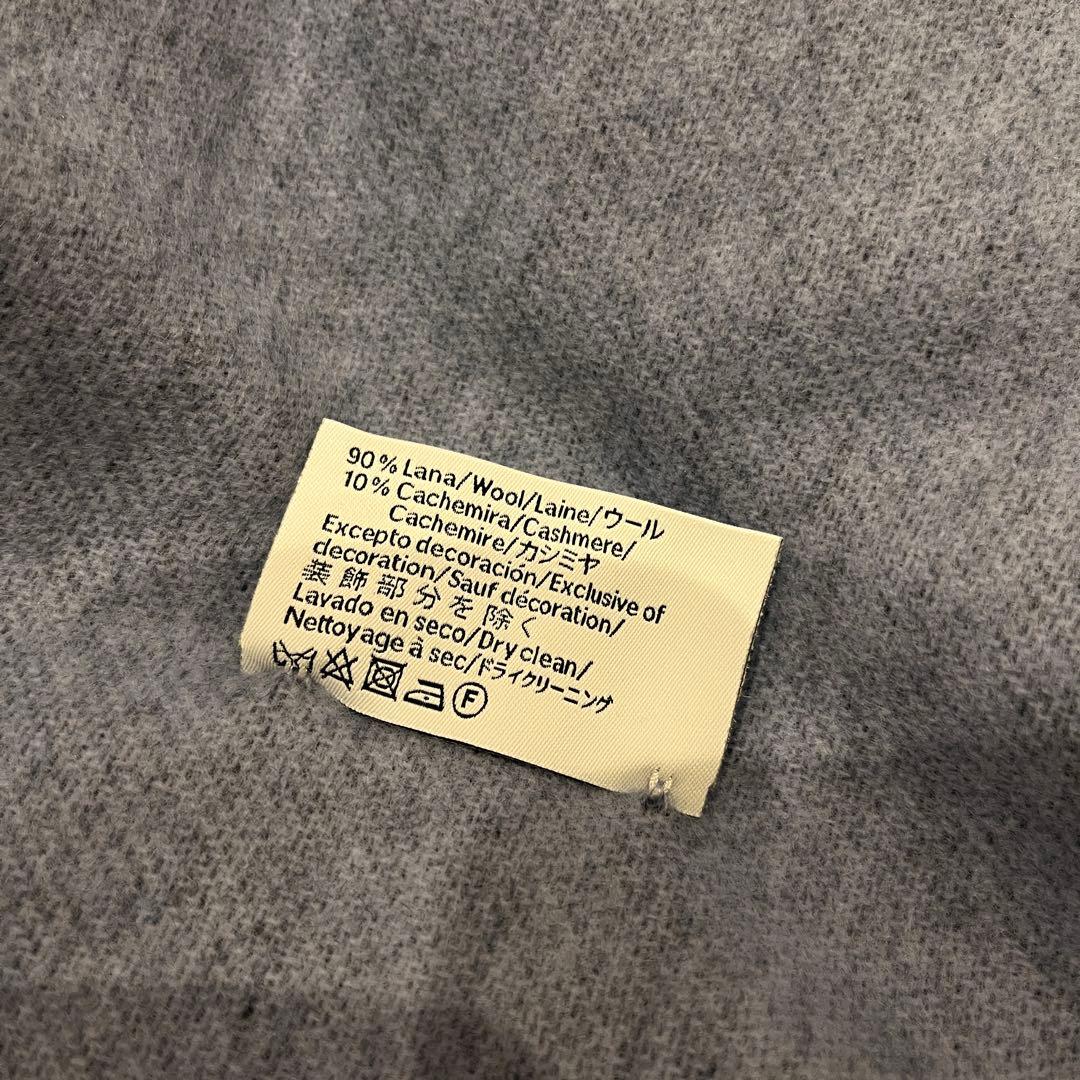 90% Lana/Wool/Laine/ウール
10% Cachemira/Cashmere/
Cachemire/カシミヤ
Excepto decoración/Exclusive of
decoration/Sauf décoration/
装飾部分を除く
Lavado en seco/Dry clean/
Nettoyage à sec/ドライクリーニング
F